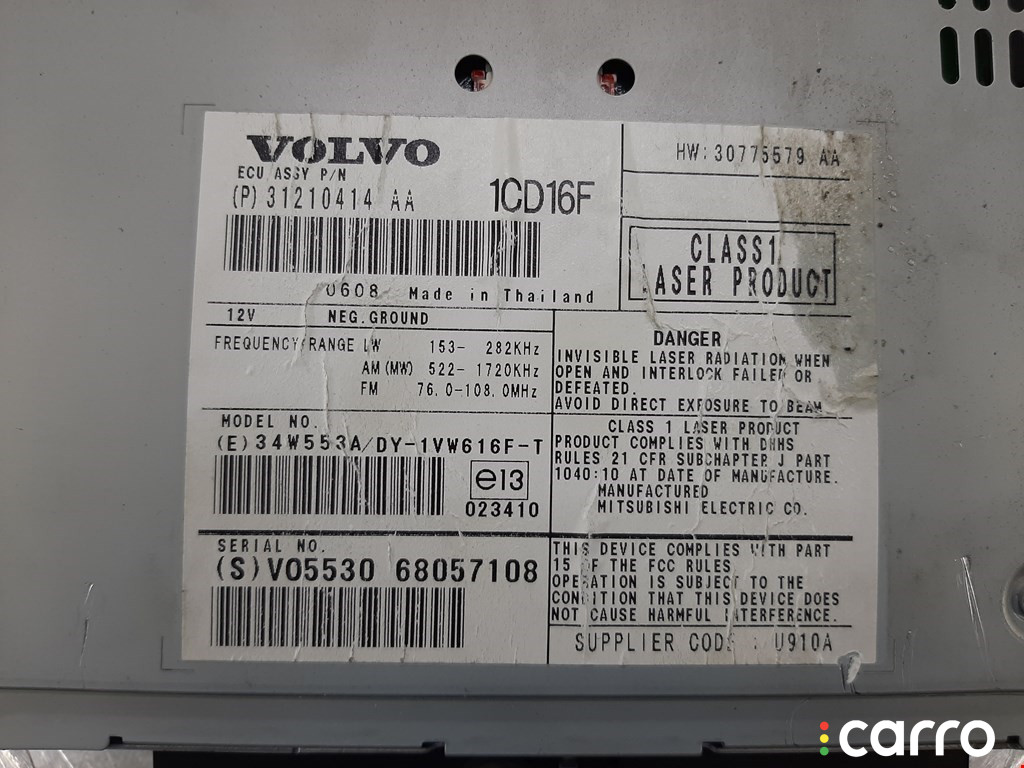 VOLVO
ECU ASSY P/N
(P) 31210414 AA
1CD16F
HW: 30775579 AA
CLASS1
LASER PRODUCT
0608 Made in Thailand
12V NEG.GROUND
FREQUENCY RANGE LW 153- 282KHz
AM (MW) 522- 1720KHz
FM 76.0-108.0MHz
DANGER
INVISIBLE LASER RADIATION WHEN
OPEN AND INTERLOCK FAILED OR
DEFEATED.
AVOID DIRECT EXPOSURE TO BEAM
MODEL NO.
(E) 34W553A/DY-1VW616F-T
e13
023410
CLASS 1 LASER PRODUCT
PRODUCT COMPLIES WITH DHHS
RULES 21 CFR SUBCHAPTER J PART
1040:10 AT DATE OF MANUFACTURE.
MANUFACTURED
MITSUBISHI ELECTRIC CO.
SERIAL NO.
(S) VO5530 68057108
THIS DEVICE COMPLIES WITH PART
15 OF THE FCC RULES
OPERATION IS SUBJECT TO THE
CONDITION THAT THIS DEVICE DOES
NOT CAUSE HARMFUL INTERFERENCE.
SUPPLIER CODE : U910A
carro